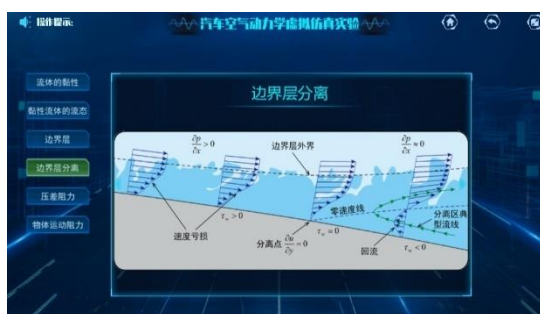 操作提示:
汽车空气动力学虚拟仿真实验
流体的黏性
黏性流体的流态
边界层
边界层分离
压差阻力
物体运动阻力
边界层分离
∂p/∂x > 0
边界层外界
∂p/∂x ≈ 0
零速度线
速度亏损
τw > 0
分离点 ∂u/∂y = 0
τw = 0
回流
τw < 0
分离区典
型流线